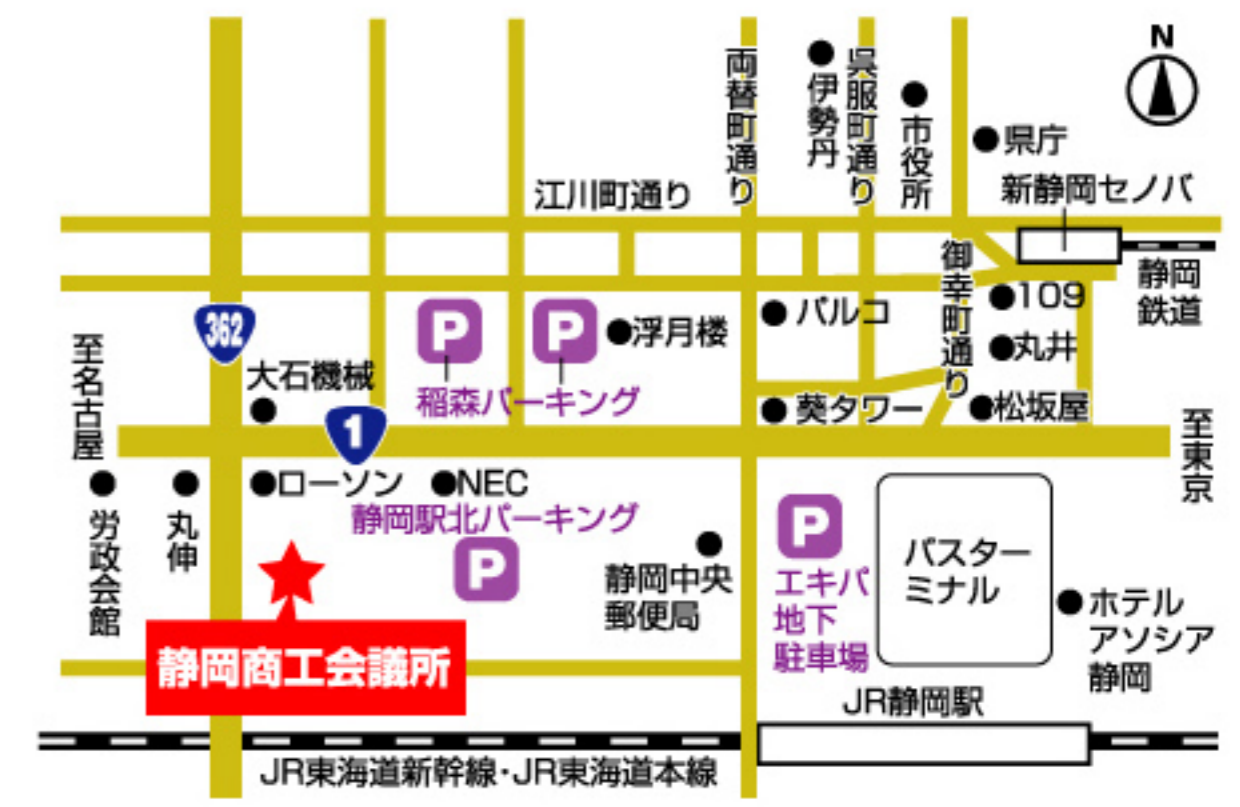 N
両替町通り
伊勢丹
呉服町通り
市役所
県庁
新静岡セノバ
江川町通り
静岡
鉄道
御幸町通り
109
丸井
松坂屋
パルコ
葵タワー
362
P
P
浮月楼
稲森パーキング
大石機械
1
至名古屋
至東京
労政会館
丸伸
ローソン
NEC
静岡駅北パーキング
P
静岡中央
郵便局
P
エキパ
地下
駐車場
バスター
ミナル
ホテル
アソシア
静岡
静岡商工会議所
JR静岡駅
JR東海道新幹線・JR東海道本線